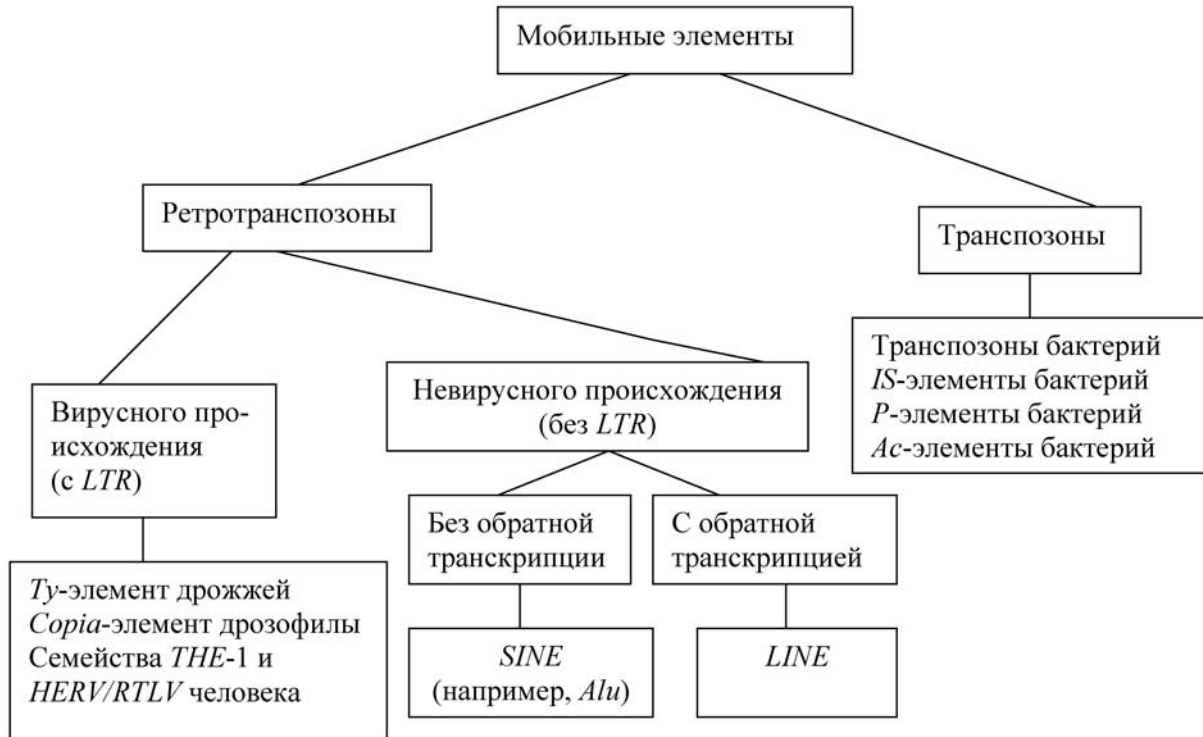 Мобильные элементы
Ретротранспозоны
Транспозоны
Транспозоны бактерий
IS-элементы бактерий
P-элементы бактерий
Ac-элементы бактерий
Вирусного про-
исхождения
(с LTR)
Невирусного происхождения
(без LTR)
Без обратной
транскрипции
С обратной
транскрипцией
Ty-элемент дрожжей
Copia-элемент дрозофилы
Семейства THE-1 и
HERV/RTLV человека
SINE
(например, Alu)
LINE